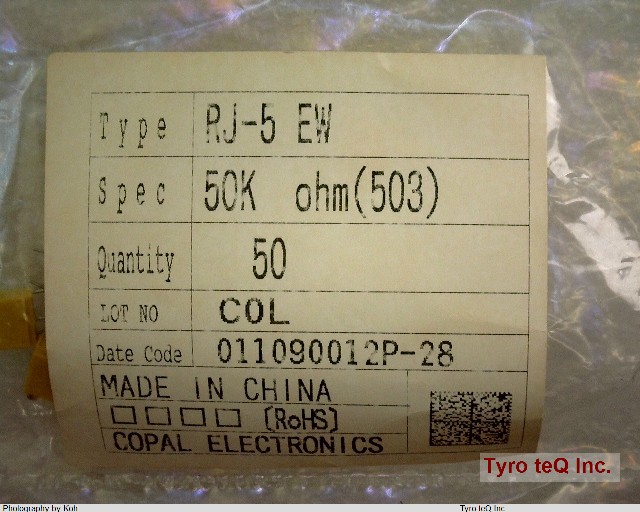 Type RJ-5 EW
Spec 50K ohm(503)
Quantity 50
LOT NO COL
Date Code 011090012P-28
MADE IN CHINA
□□□□ (RoHS)
COPAL ELECTRONICS
Tyro teQ Inc.
Photography by Koh Tyro teQ Inc